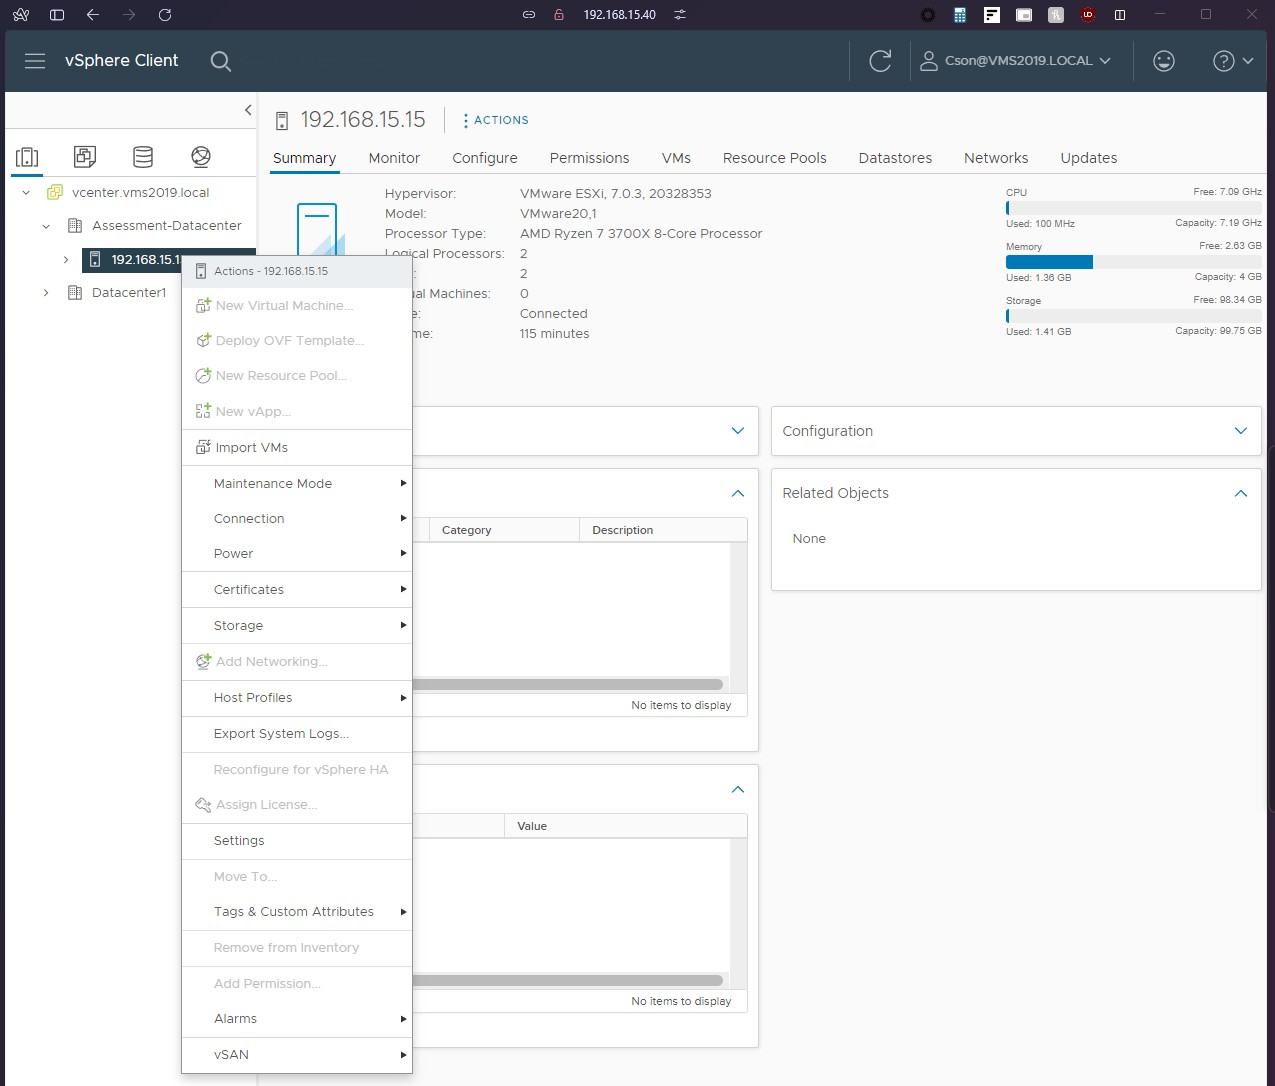 192.168.15.40
vSphere Client
Cson@VMS2019.LOCAL
192.168.15.15
ACTIONS
Summary
Monitor
Configure
Permissions
VMs
Resource Pools
Datastores
Networks
Updates
vcenter.vms2019.local
Assessment-Datacenter
192.168.15.1
Datacenter1
Hypervisor: VMware ESXi, 7.0.3, 20328353
Model: VMware20,1
Processor Type: AMD Ryzen 7 3700X 8-Core Processor
Logical Processors: 2
: 2
al Machines: 0
e: Connected
me: 115 minutes
CPU Free: 7.09 GHz
Used: 100 MHz Capacity: 7.19 GHz
Memory Free: 2.63 GB
Used: 1.36 GB Capacity: 4 GB
Storage Free: 98.34 GB
Used: 1.41 GB Capacity: 99.75 GB
Actions - 192.168.15.15
New Virtual Machine...
Deploy OVF Template...
New Resource Pool...
New vApp...
Import VMs
Maintenance Mode
Connection
Power
Certificates
Storage
Add Networking...
Host Profiles
Export System Logs...
Reconfigure for vSphere HA
Assign License...
Settings
Move To...
Tags & Custom Attributes
Remove from Inventory
Add Permission...
Alarms
vSAN
Configuration
Related Objects
None
Category
Description
No items to display
Value
No items to display